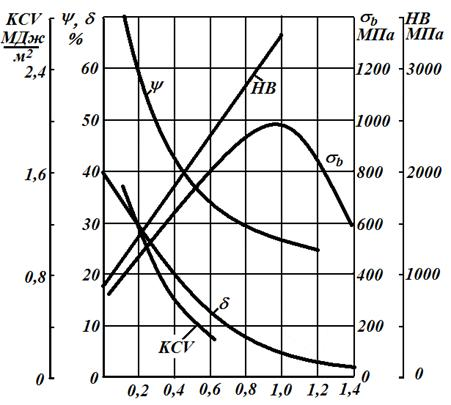 KCV ψ, δ σb HB
МДж % МПа МПа
м²
2,4 60 1200 3000
ψ HB
50 1000
σb
1,6 40 800 2000
30 600
0,8 20 400 1000
δ
10 200
KCV
0 0 0 0
0,2 0,4 0,6 0,8 1,0 1,2 1,4